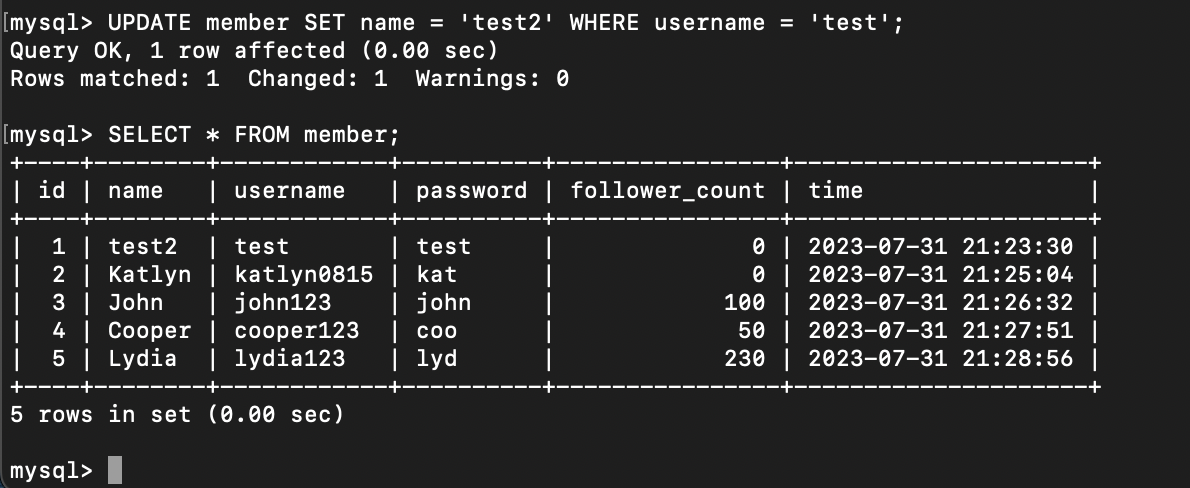 [mysql> UPDATE member SET name = 'test2' WHERE username = 'test';
Query OK, 1 row affected (0.00 sec)
Rows matched: 1  Changed: 1  Warnings: 0

[mysql> SELECT * FROM member;
+----+--------+------------+----------+----------------+---------------------+
| id | name   | username   | password | follower_count | time                |
+----+--------+------------+----------+----------------+---------------------+
|  1 | test2  | test       | test     |              0 | 2023-07-31 21:23:30 |
|  2 | Katlyn | katlyn0815 | kat      |              0 | 2023-07-31 21:25:04 |
|  3 | John   | john123    | john     |            100 | 2023-07-31 21:26:32 |
|  4 | Cooper | cooper123  | coo      |             50 | 2023-07-31 21:27:51 |
|  5 | Lydia  | lydia123   | lyd      |            230 | 2023-07-31 21:28:56 |
+----+--------+------------+----------+----------------+---------------------+
5 rows in set (0.00 sec)

mysql>